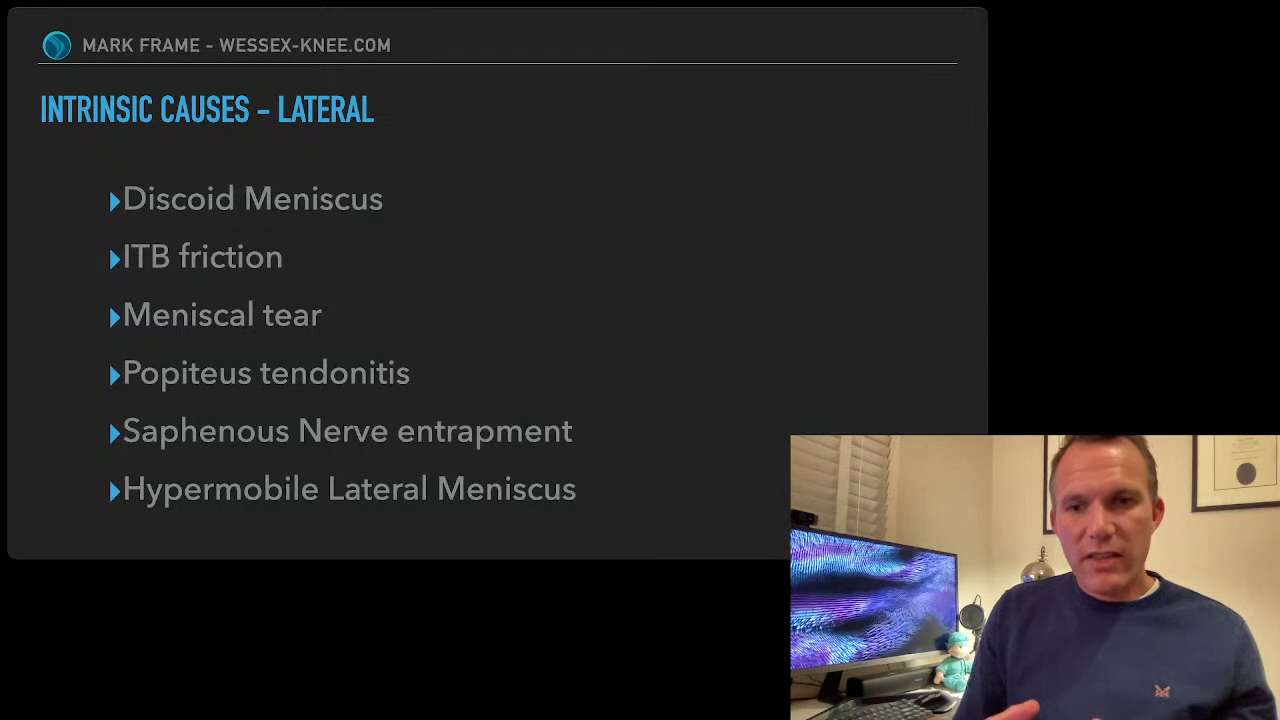 MARK FRAME - WESSEX-KNEE.COM
INTRINSIC CAUSES - LATERAL
Discoid Meniscus
ITB friction
Meniscal tear
Popiteus tendonitis
Saphenous Nerve entrapment
Hypermobile Lateral Meniscus